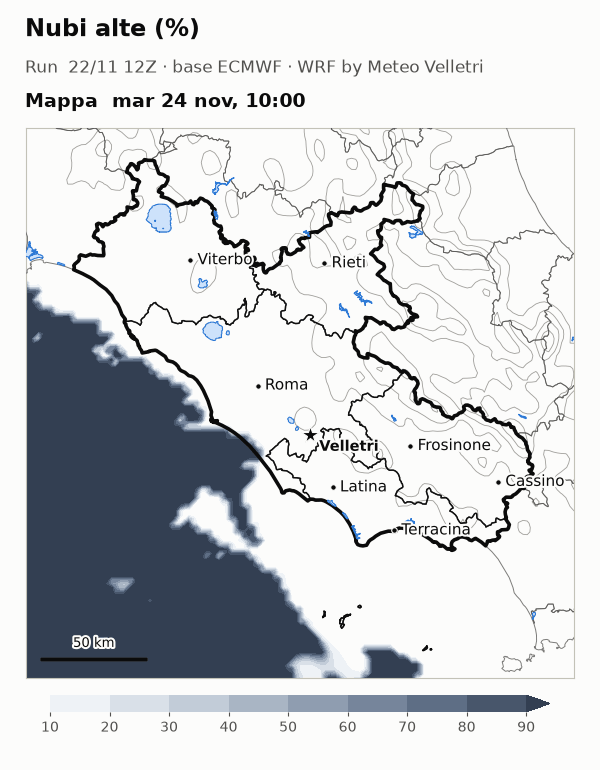 Nubi alte (%)
Run  22/11 12Z · base ECMWF · WRF by Meteo Velletri
Mappa  mar 24 nov, 10:00
Viterbo
Rieti
Roma
Velletri
Frosinone
Cassino
Latina
Terracina
50 km
10 20 30 40 50 60 70 80 90